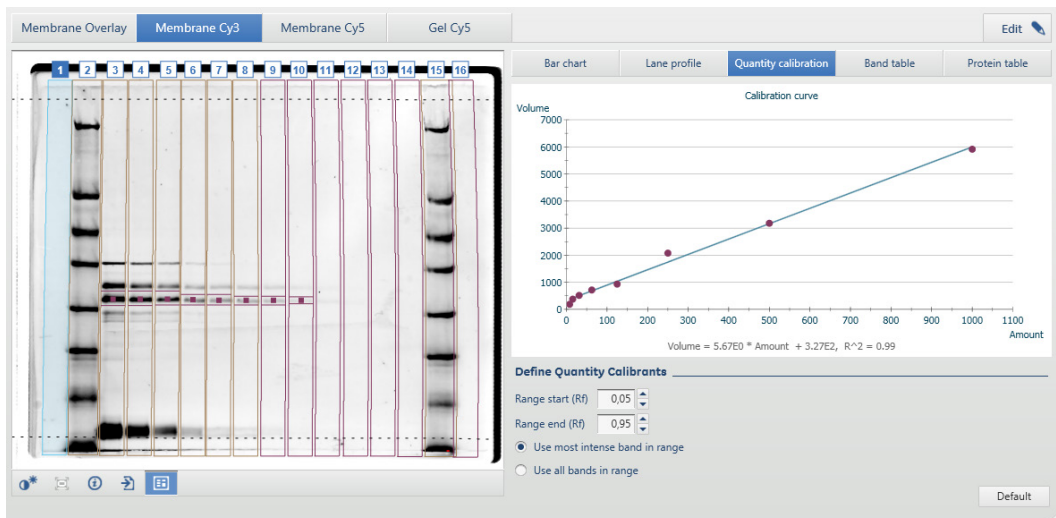 Membrane Overlay Membrane Cy3 Membrane Cy5 Gel Cy5 Edit
1 2 3 4 5 6 7 8 9 10 11 12 13 14 15 16
Bar chart Lane profile Quantity calibration Band table Protein table
Calibration curve
Volume
7000
6000
5000
4000
3000
2000
1000
0
0 100 200 300 400 500 600 700 800 900 1000 1100
Amount
Volume = 5.67E0 * Amount + 3.27E2, R^2 = 0.99
Define Quantity Calibrants
Range start (Rf) 0,05
Range end (Rf) 0,95
Use most intense band in range
Use all bands in range
Default